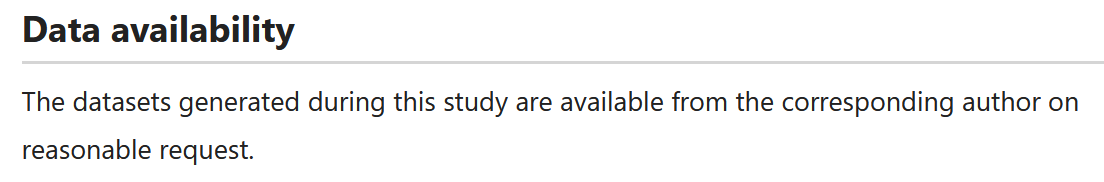 Data availability
The datasets generated during this study are available from the corresponding author on
reasonable request.